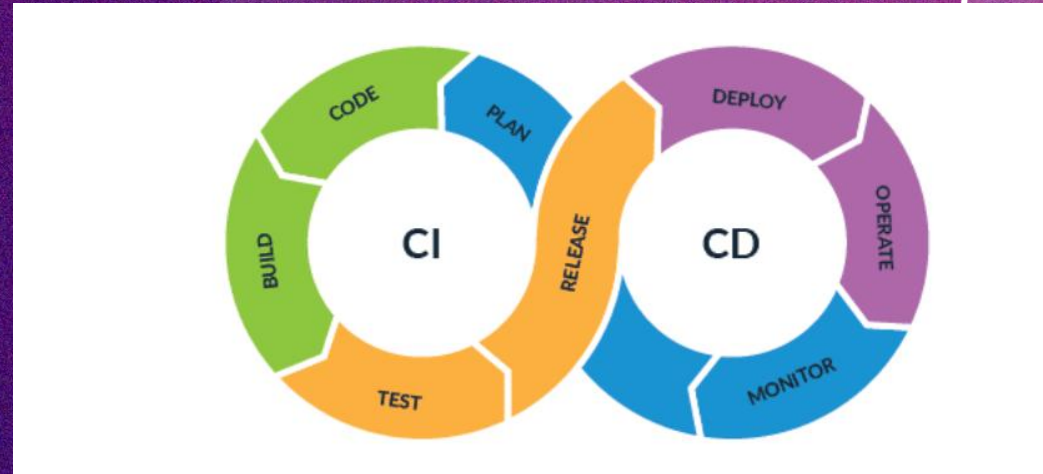 PLAN
CODE
BUILD
TEST
RELEASE
DEPLOY
OPERATE
MONITOR
CI
CD